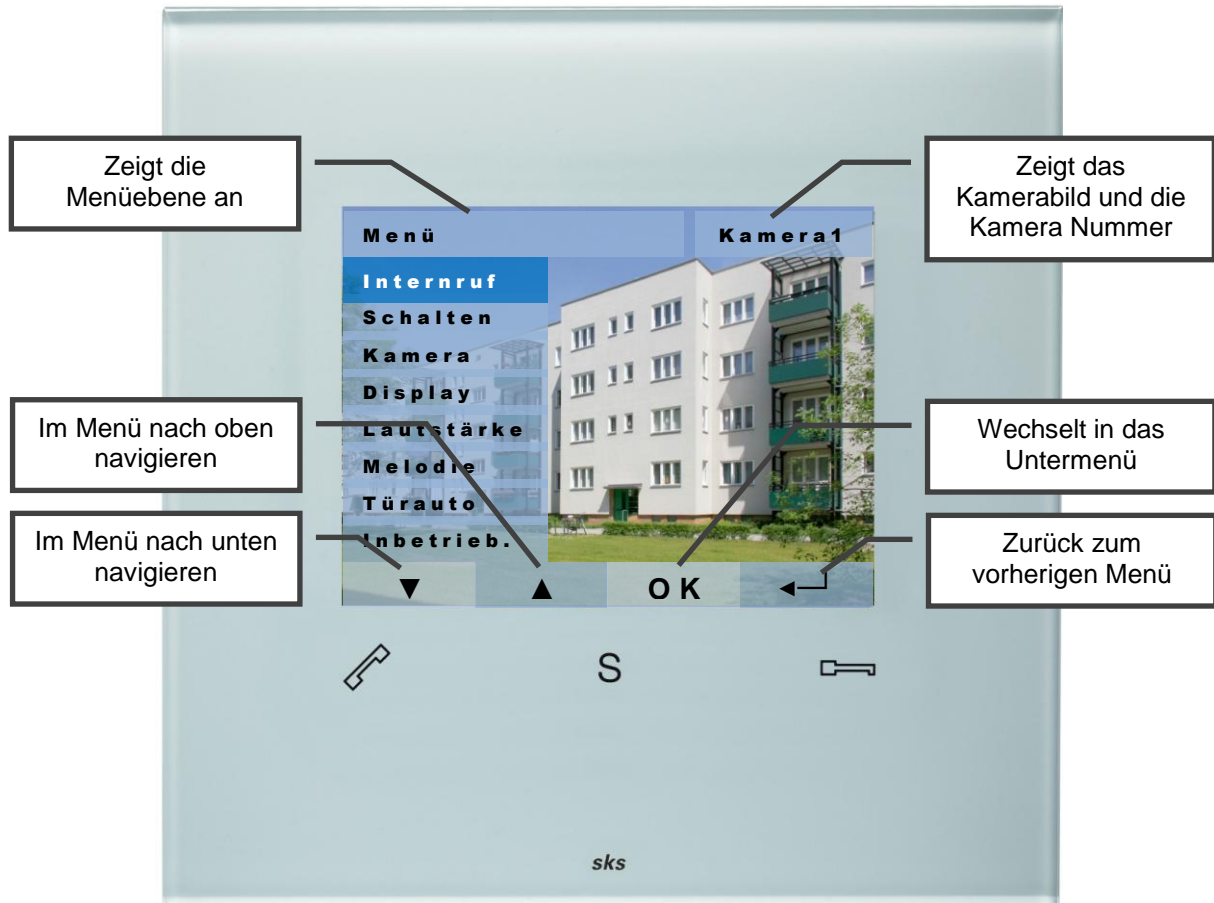 Zeigt die
Menüebene an
Zeigt das
Kamerabild und die
Kamera Nummer
Menü
Kamera1
Internruf
Schalten
Kamera
Display
Lautstärke
Melodie
Türauto
Inbetrieb.
Im Menü nach oben
navigieren
Wechselt in das
Untermenü
Im Menü nach unten
navigieren
Zurück zum
vorherigen Menü
▼ ▲ OK
S
sks